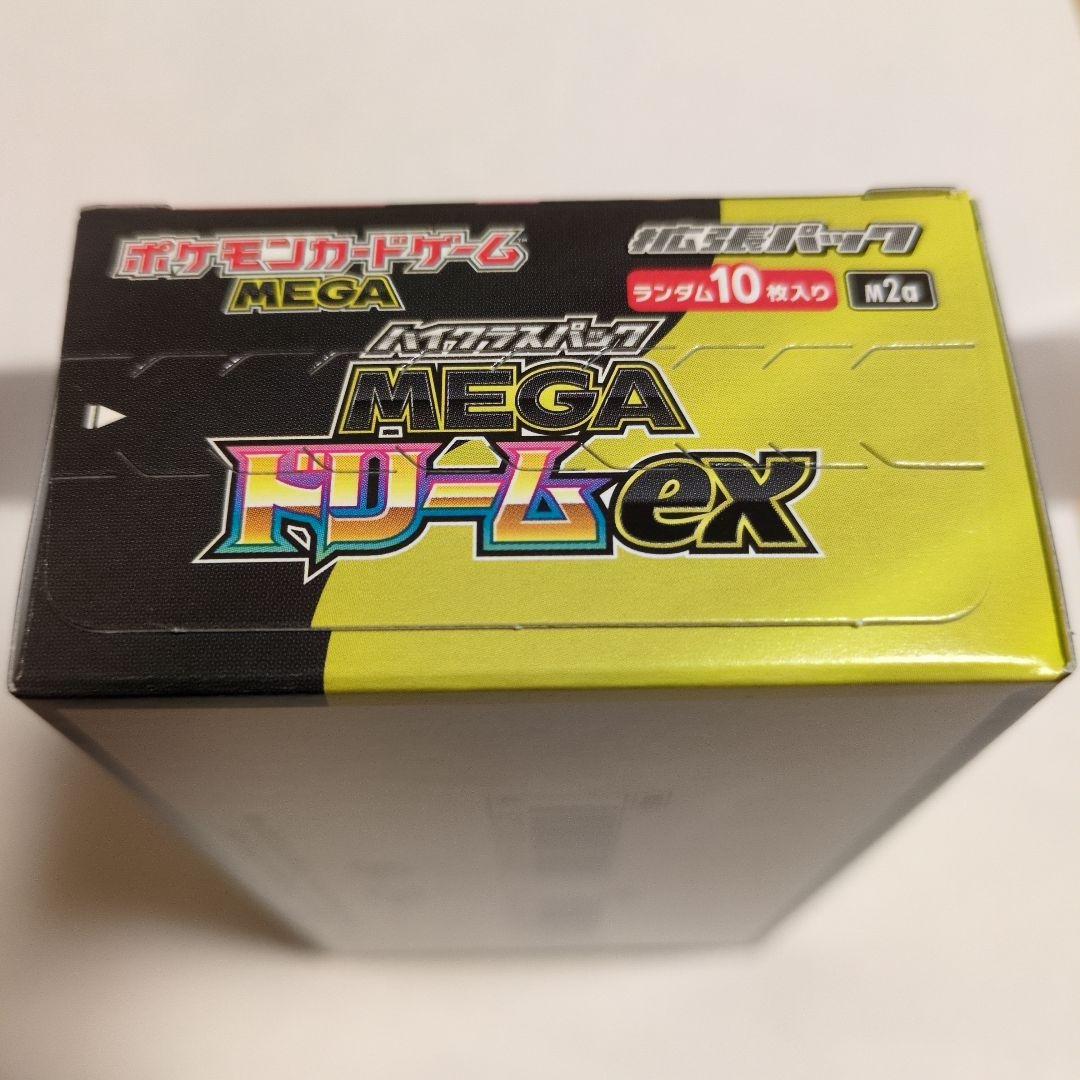 ポケモンカードゲーム
MEGA
拡張パック
ランダム10枚入り
M2a
ハイクラスパック
MEGA
ドリームex